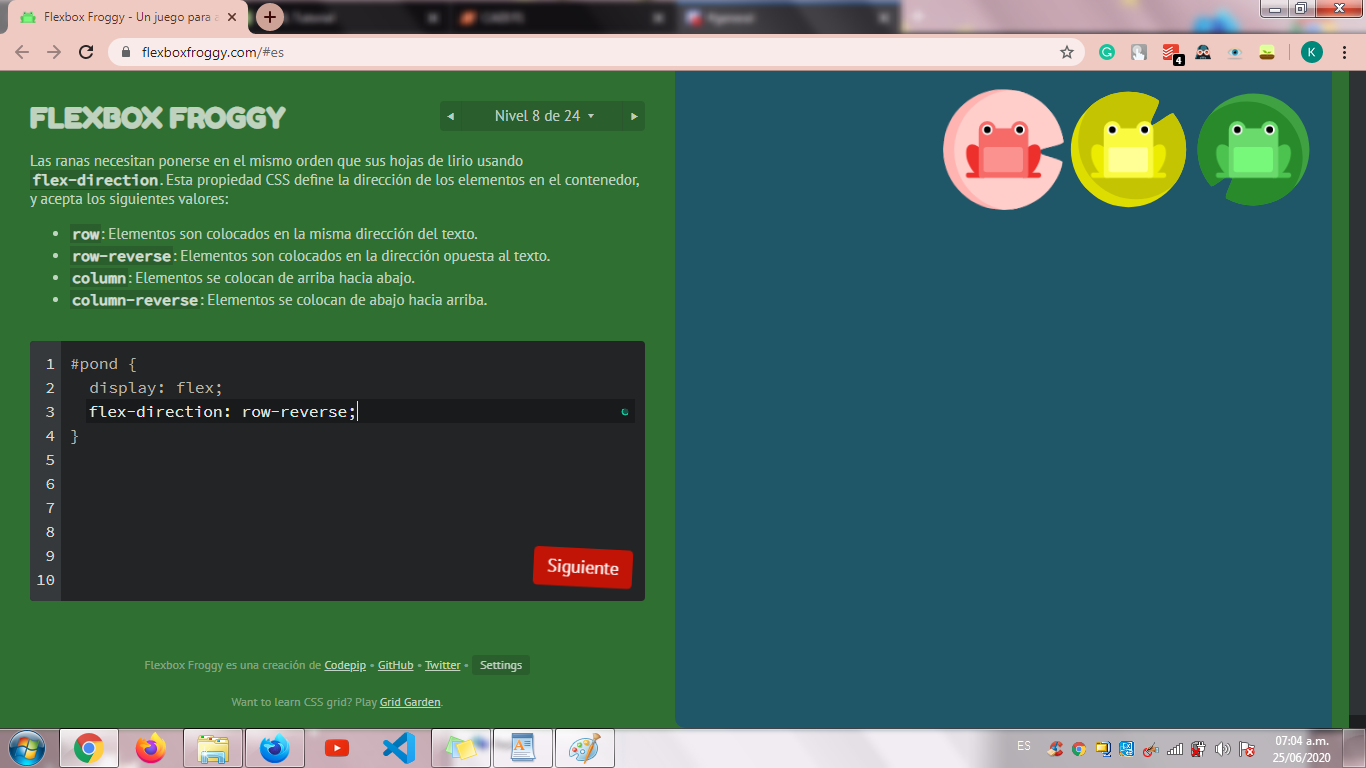 Flexbox Froggy - Un juego para a
Tutorial
flexboxfroggy.com/#es
4
K
FLEXBOX FROGGY
Nivel 8 de 24
Las ranas necesitan ponerse en el mismo orden que sus hojas de lirio usando
flex-direction. Esta propiedad CSS define la dirección de los elementos en el contenedor,
y acepta los siguientes valores:
• row: Elementos son colocados en la misma dirección del texto.
• row-reverse: Elementos son colocados en la dirección opuesta al texto.
• column: Elementos se colocan de arriba hacia abajo.
• column-reverse: Elementos se colocan de abajo hacia arriba.
1 #pond {
2 display: flex;
3 flex-direction: row-reverse;
4 }
5
6
7
8
9
10
Siguiente
Flexbox Froggy es una creación de Codepip • GitHub • Twitter • Settings
Want to learn CSS grid? Play Grid Garden.
ES
07:04 a.m.
25/06/2020